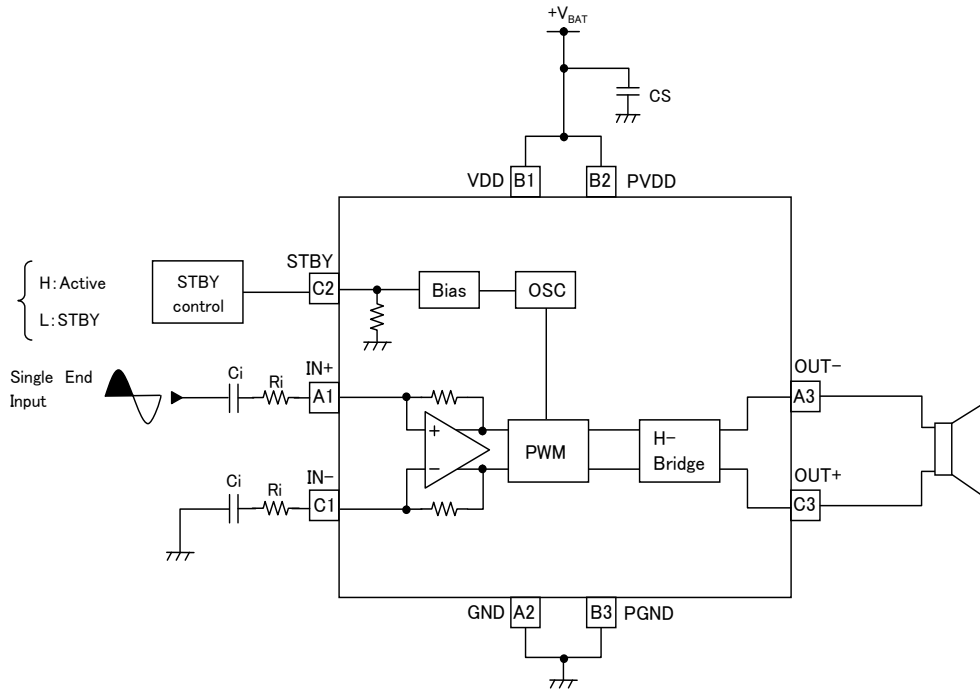 +VBAT
CS
VDD B1 B2 PVDD
STBY
H:Active
L:STBY
STBY
control
C2
Bias
OSC
Single End
Input
Ci
Ri
IN+
A1
OUT-
A3
+
-
PWM
H-
Bridge
Ci
Ri
IN-
C1
OUT+
C3
GND A2 B3 PGND